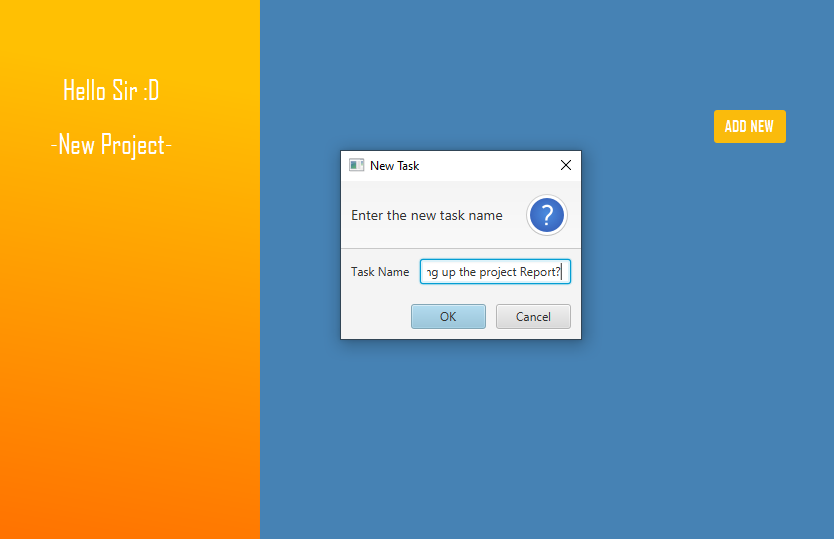 Hello Sir :D
-New Project-
ADD NEW
New Task
Enter the new task name
?
Task Name
up the project Report?
OK
Cancel